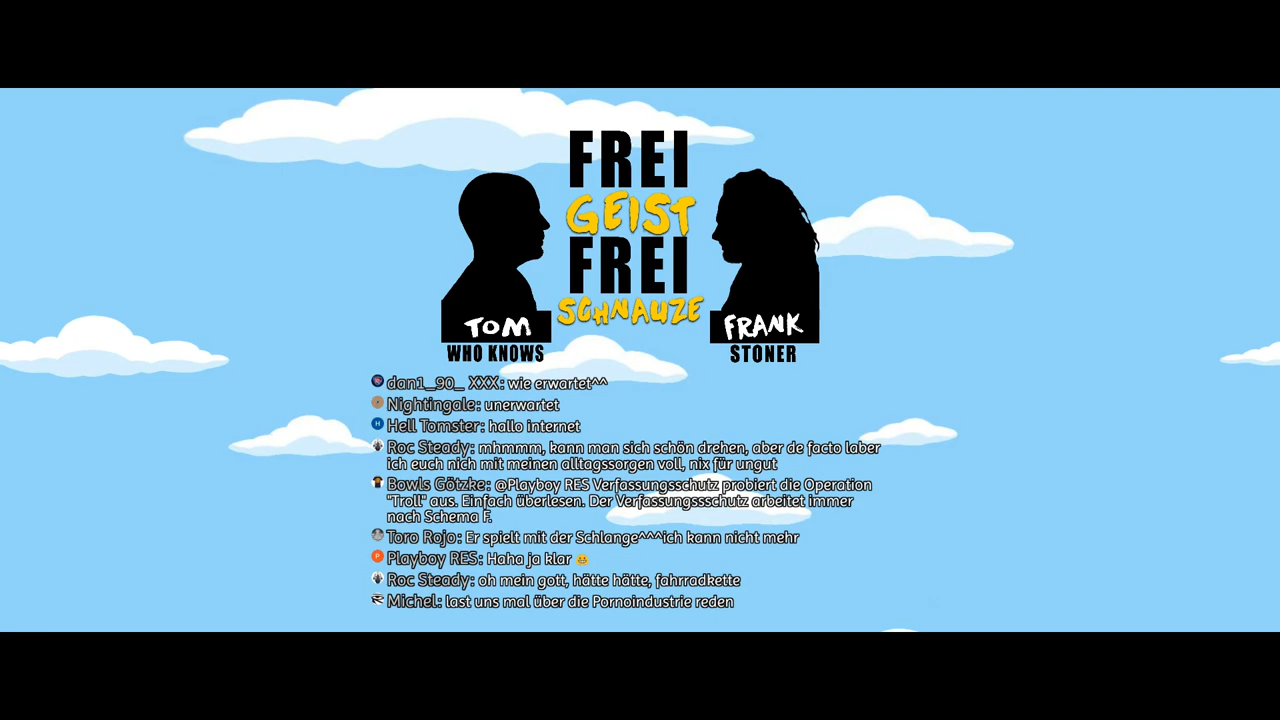 FREI
GEIST
FREI
SCHNAUZE
TOM
WHO KNOWS
FRANK
STONER
dan1_90_ XXX: wie erwartet^^
Nightingale: unerwartet
Hell Tomster: hallo internet
Roc Steady: mhmmm, kann man sich schön drehen, aber de facto laber
ich euch nich mit meinen alltagssorgen voll, nix für ungut
Bowls Götzke: @Playboy RES Verfassungsschutz probiert die Operation
"Troll" aus. Einfach überlesen. Der Verfassungssschutz arbeitet immer
nach Schema F.
Toro Rojo: Er spielt mit der Schlange^^^ich kann nicht mehr
Playboy RES: Haha ja klar 😂
Roc Steady: oh mein gott, hätte hätte, fahrradkette
Michel: last uns mal über die Pornoindustrie reden